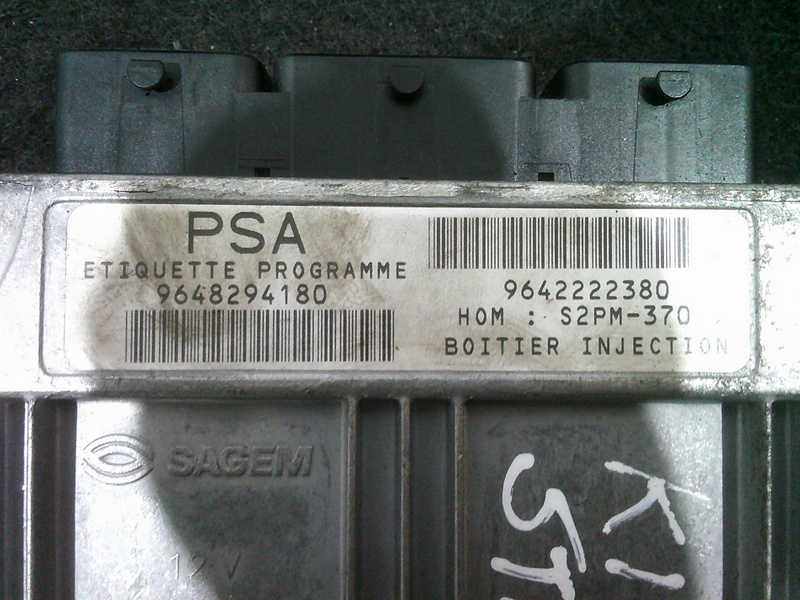 PSA
ETIQUETTE PROGRAMME
9648294180
9642222380
HOM : S2PM-370
BOITIER INJECTION
SAGEM
12 V